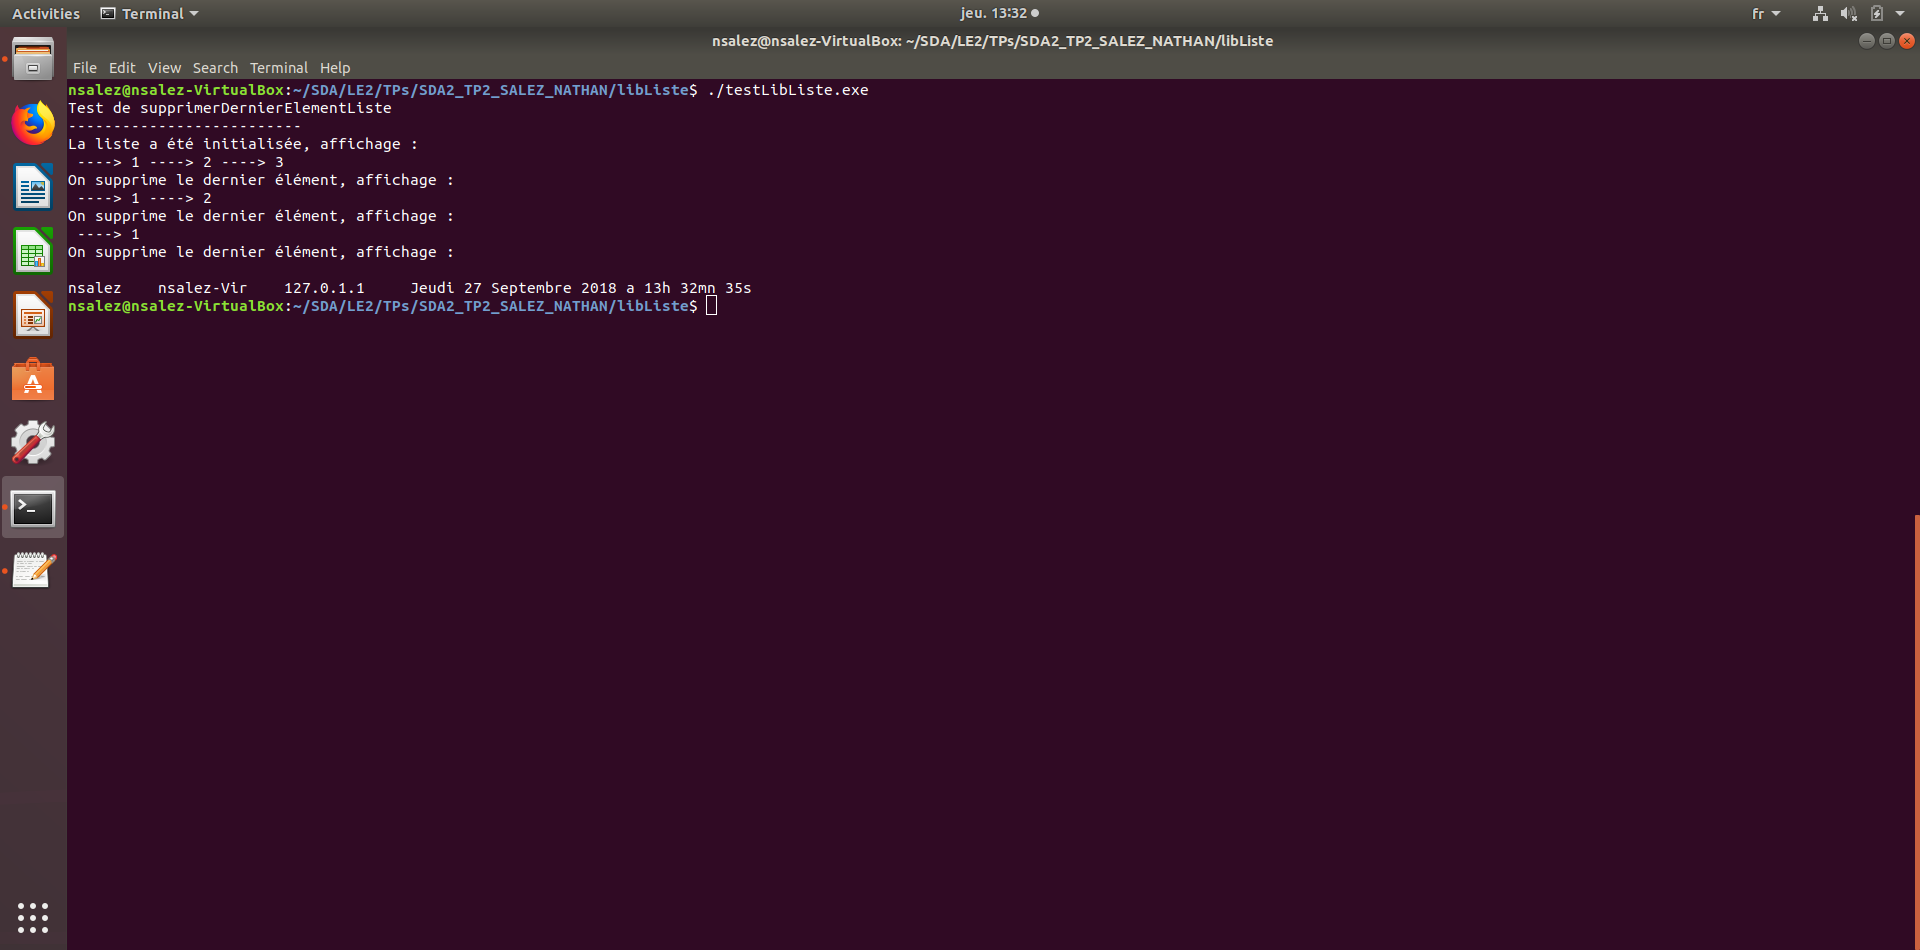 Activities Terminal jeu. 13:32 fr
nsalez@nsalez-VirtualBox: ~/SDA/LE2/TPs/SDA2_TP2_SALEZ_NATHAN/libListe
File Edit View Search Terminal Help
nsalez@nsalez-VirtualBox:~/SDA/LE2/TPs/SDA2_TP2_SALEZ_NATHAN/libListe$ ./testLibListe.exe
Test de supprimerDernierElementListe
--------------------------
La liste a été initialisée, affichage :
 ----> 1 ----> 2 ----> 3
On supprime le dernier élément, affichage :
 ----> 1 ----> 2
On supprime le dernier élément, affichage :
 ----> 1
On supprime le dernier élément, affichage :
nsalez    nsalez-Vir    127.0.1.1     Jeudi 27 Septembre 2018 a 13h 32mn 35s
nsalez@nsalez-VirtualBox:~/SDA/LE2/TPs/SDA2_TP2_SALEZ_NATHAN/libListe$